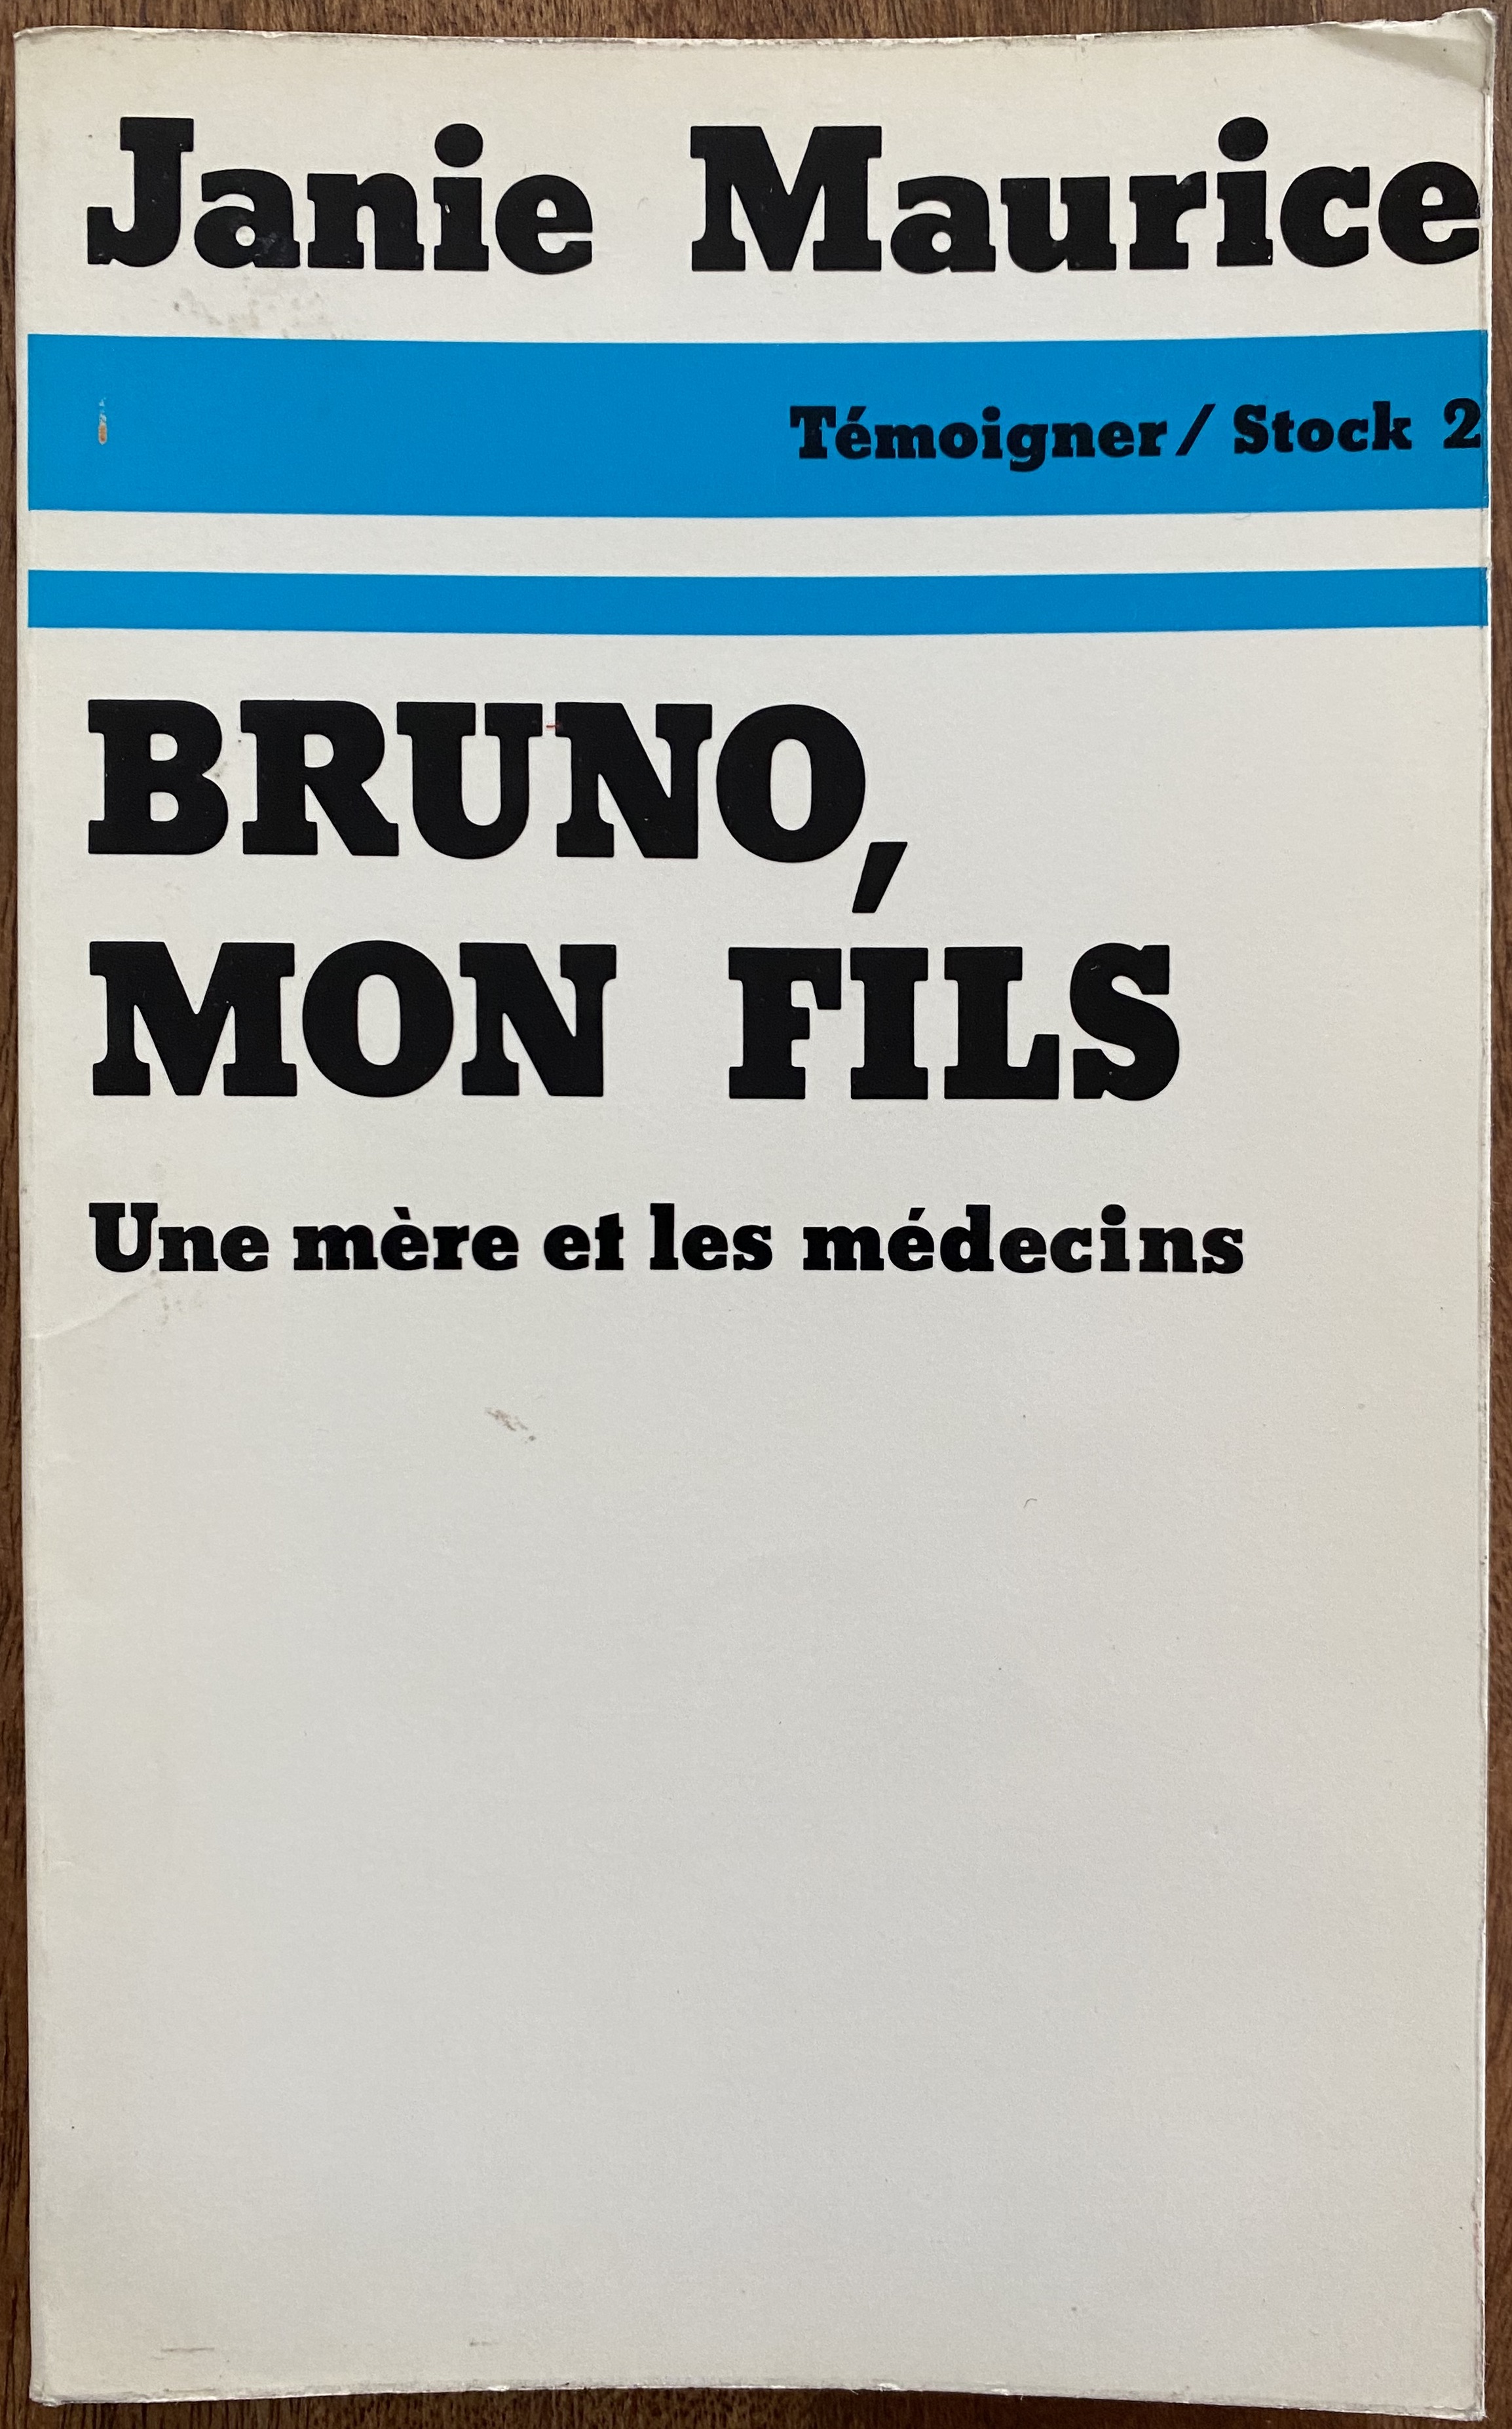 Janie Maurice
Témoigner / Stock 2
BRUNO,
MON FILS
Une mère et les médecins